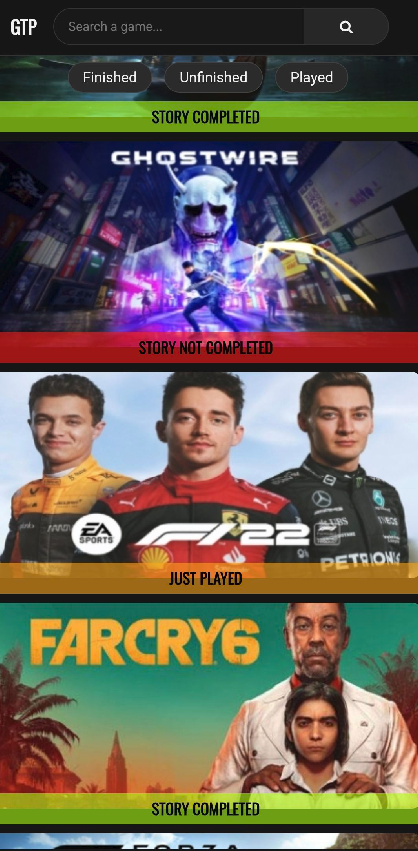 GTP
Search a game...
Finished
Unfinished
Played
STORY COMPLETED
GHOSTWIRE
STORY NOT COMPLETED
EA
SPORTS
F1 22
PETRONAS
JUST PLAYED
FARCRY6
STORY COMPLETED
FORZA